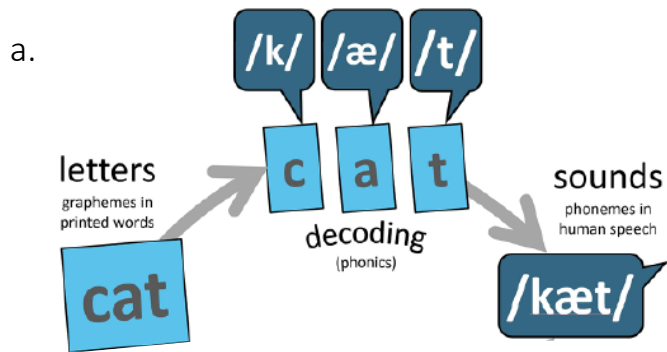 a.
/k/ /æ/ /t/
c a t
letters
graphemes in
printed words
cat
decoding
(phonics)
sounds
phonemes in
human speech
/kæt/